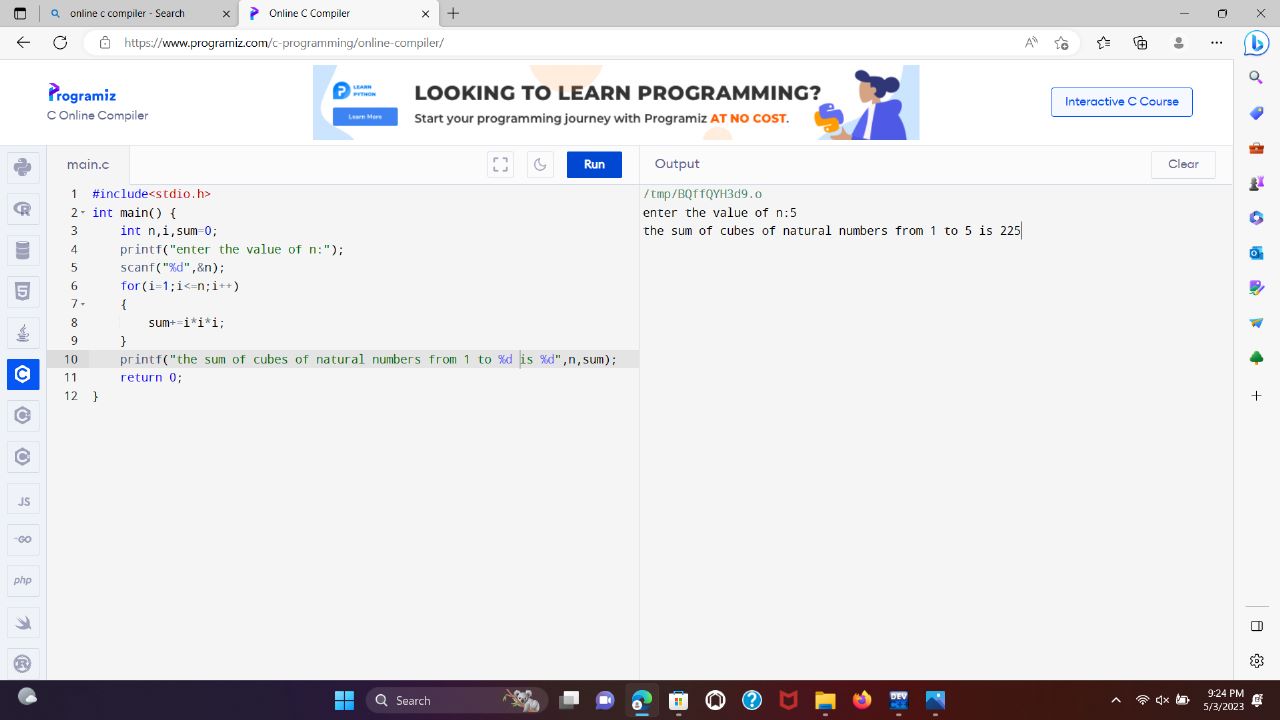 online c compiler - Search
Online C Compiler
https://www.programiz.com/c-programming/online-compiler/
Programiz
C Online Compiler
LEARN
PYTHON
Learn More
LOOKING TO LEARN PROGRAMMING?
Start your programming journey with Programiz AT NO COST.
Interactive C Course
main.c
Run
Output
Clear
1 #include<stdio.h>
2 int main() {
3 int n,i,sum=0;
4 printf("enter the value of n:");
5 scanf("%d",&n);
6 for(i=1;i<=n;i++)
7 {
8 sum+=i*i*i;
9 }
10 printf("the sum of cubes of natural numbers from 1 to %d is %d",n,sum);
11 return 0;
12 }
/tmp/BQffQYH3d9.o
enter the value of n:5
the sum of cubes of natural numbers from 1 to 5 is 225
JS
GO
php
Search
DEV
9:24 PM
5/3/2023